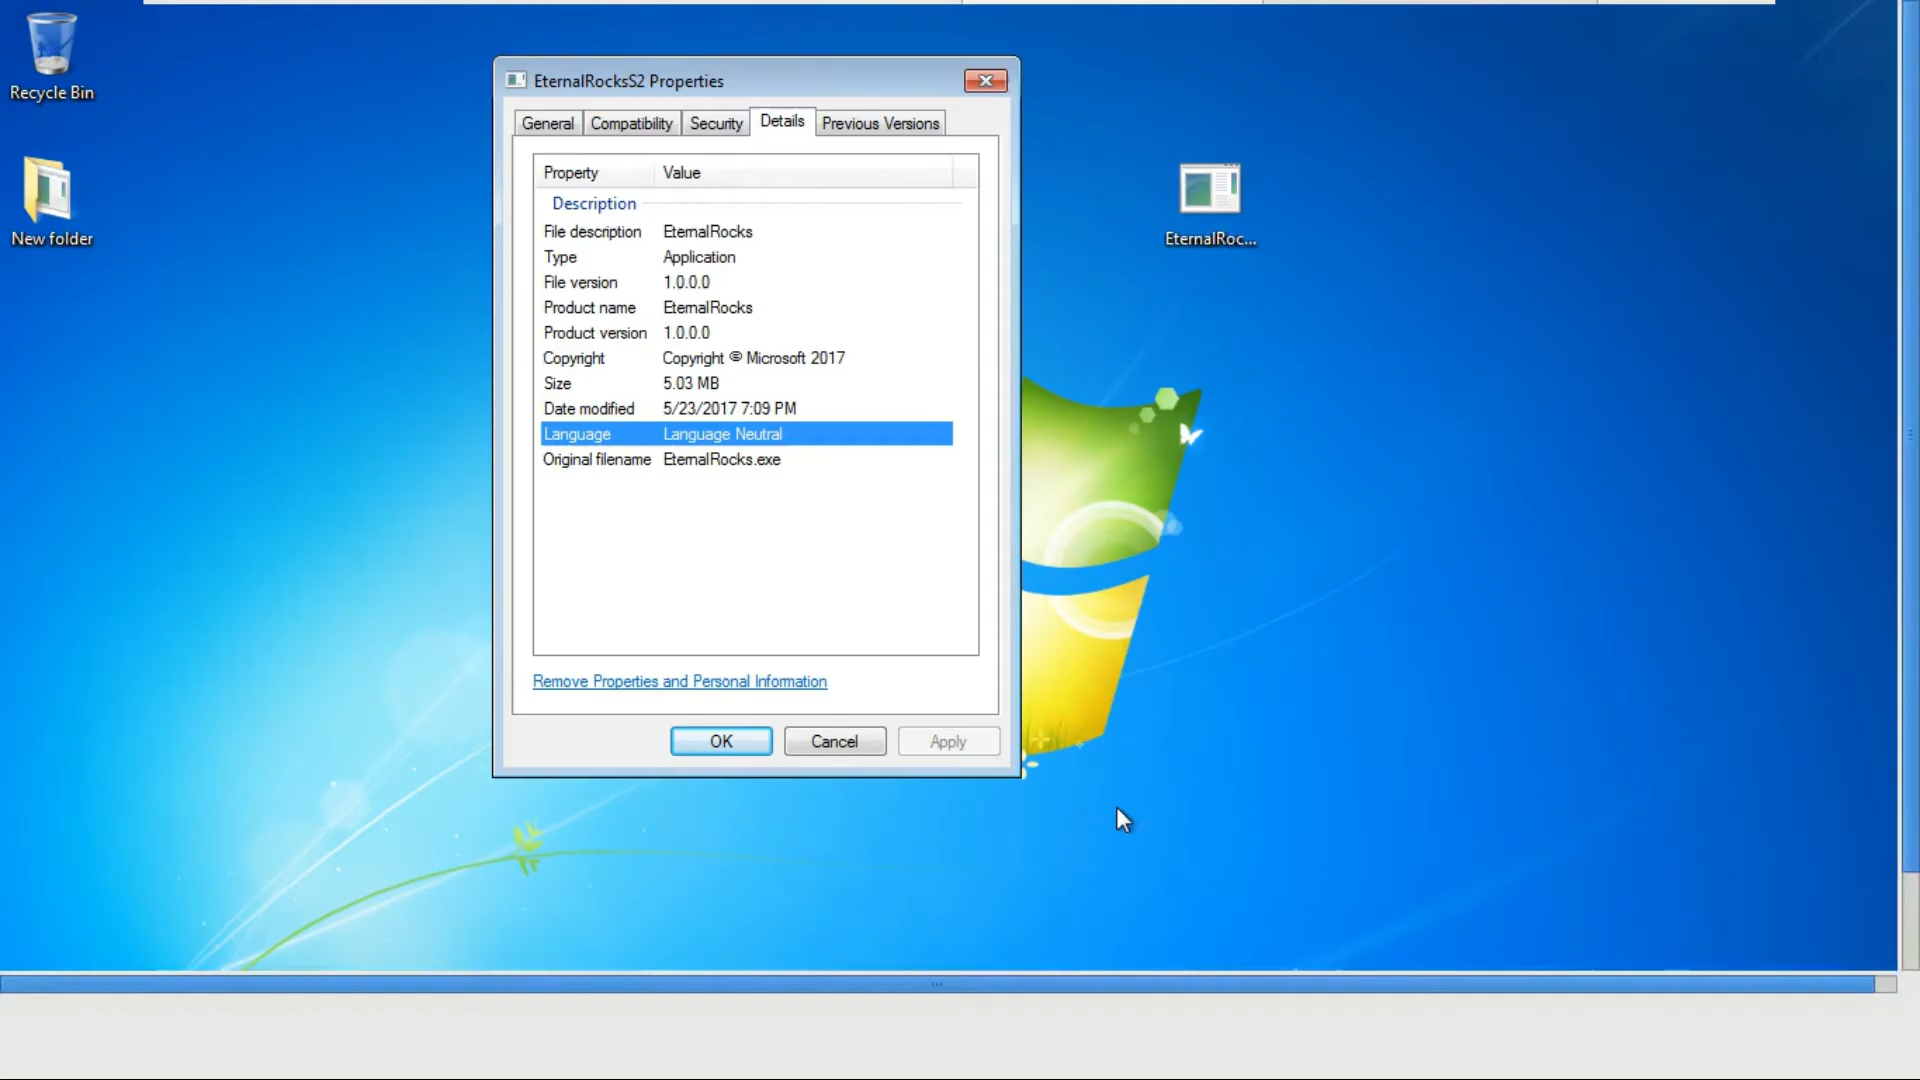 Recycle Bin
New folder
EternalRocksS2 Properties
General Compatibility Security Details Previous Versions
Property Value
Description
File description EternalRocks
Type Application
File version 1.0.0.0
Product name EternalRocks
Product version 1.0.0.0
Copyright Copyright © Microsoft 2017
Size 5.03 MB
Date modified 5/23/2017 7:09 PM
Language Language Neutral
Original filename EternalRocks.exe
Remove Properties and Personal Information
OK Cancel Apply
EternalRoc...